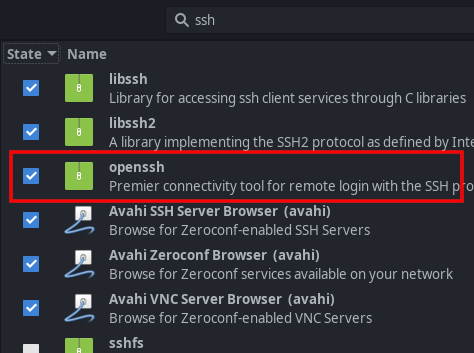 ssh
State Name
libssh
Library for accessing ssh client services through C libraries
libssh2
A library implementing the SSH2 protocol as defined by
openssh
Premier connectivity tool for remote login with the SSH
Avahi SSH Server Browser (avahi)
Browse for Zeroconf-enabled SSH Servers
Avahi Zeroconf Browser (avahi)
Browse for Zeroconf services available on your network
Avahi VNC Server Browser (avahi)
Browse for Zeroconf-enabled VNC Servers
sshfs